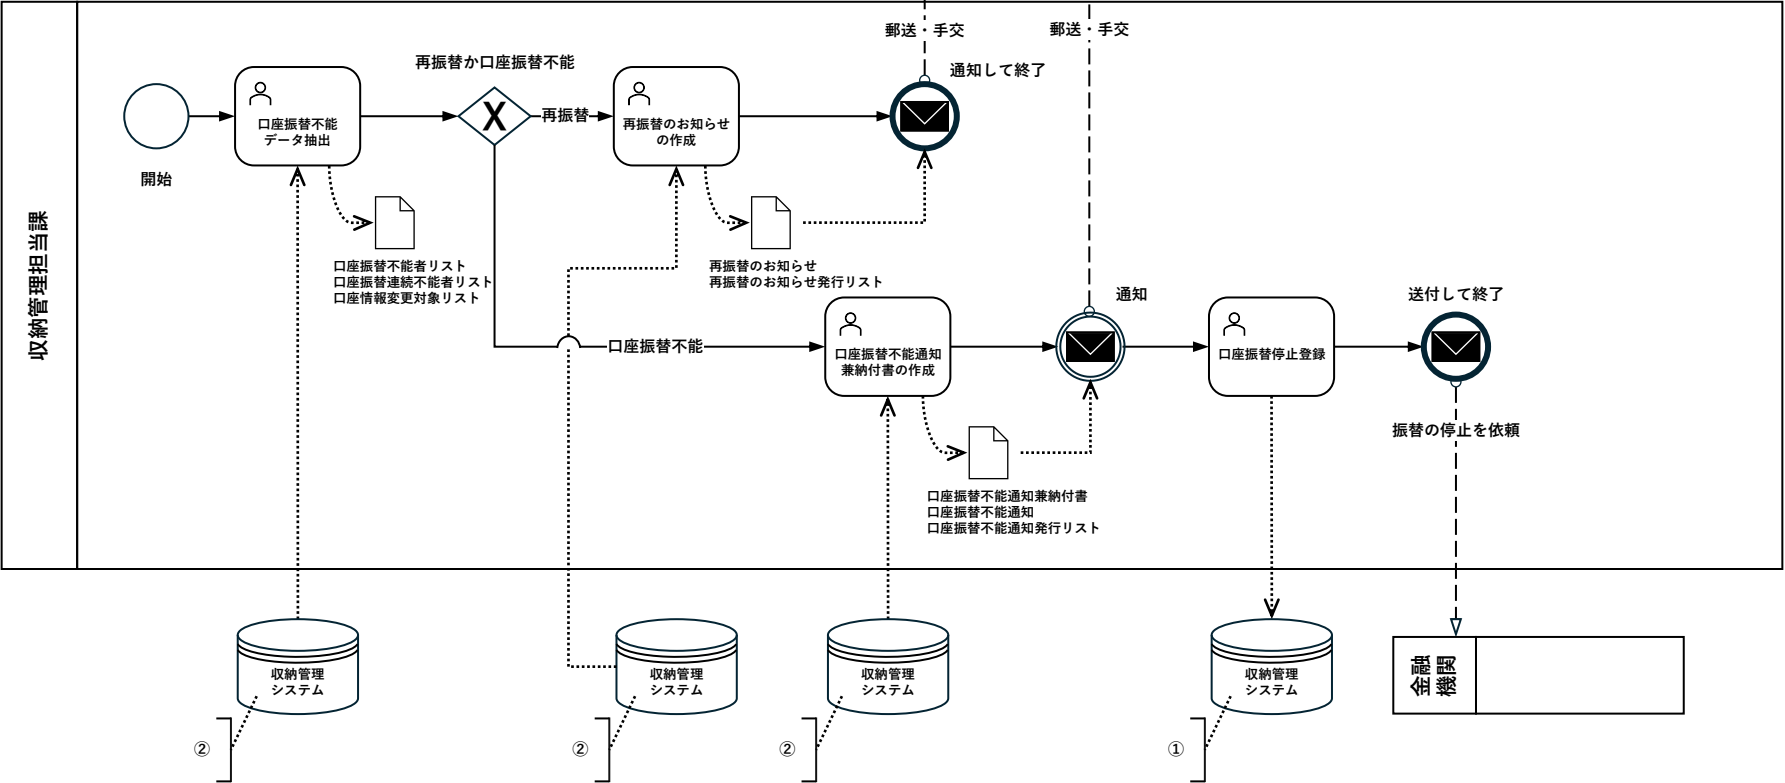 収納管理担当課
開始
口座振替不能
データ抽出
口座振替不能者リスト
口座振替連続不能者リスト
口座情報変更対象リスト
再振替か口座振替不能
再振替
口座振替不能
再振替のお知らせ
の作成
再振替のお知らせ
再振替のお知らせ発行リスト
郵送・手交
通知して終了
口座振替不能通知
兼納付書の作成
口座振替不能通知兼納付書
口座振替不能通知
口座振替不能通知発行リスト
郵送・手交
通知
口座振替停止登録
送付して終了
振替の停止を依頼
収納管理
システム
②
収納管理
システム
②
収納管理
システム
②
収納管理
システム
①
金融
機関